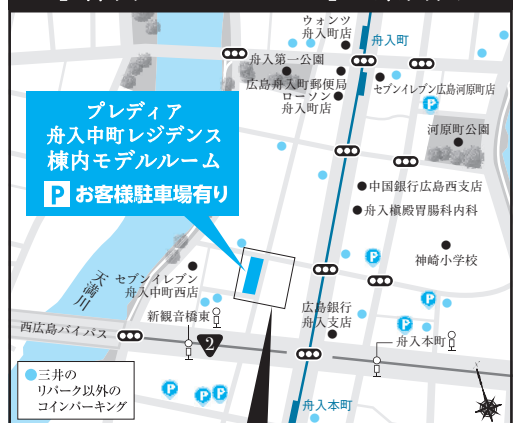 ウォンツ
舟入町店
舟入町
舟入第一公園
広島舟入町郵便局
ローソン
舟入町店
セブンイレブン広島河原町店
P
河原町公園
プレディア
舟入中町レジデンス
棟内モデルルーム
P お客様駐車場有り
中国銀行広島西支店
舟入槇殿胃腸科内科
神崎小学校
P
天満川
セブンイレブン
舟入中町西店
新観音橋東
広島銀行
舟入支店
P
P
西広島バイパス
2
舟入本町
三井の
リパーク以外の
コインパーキング
P
P
P
舟入本町